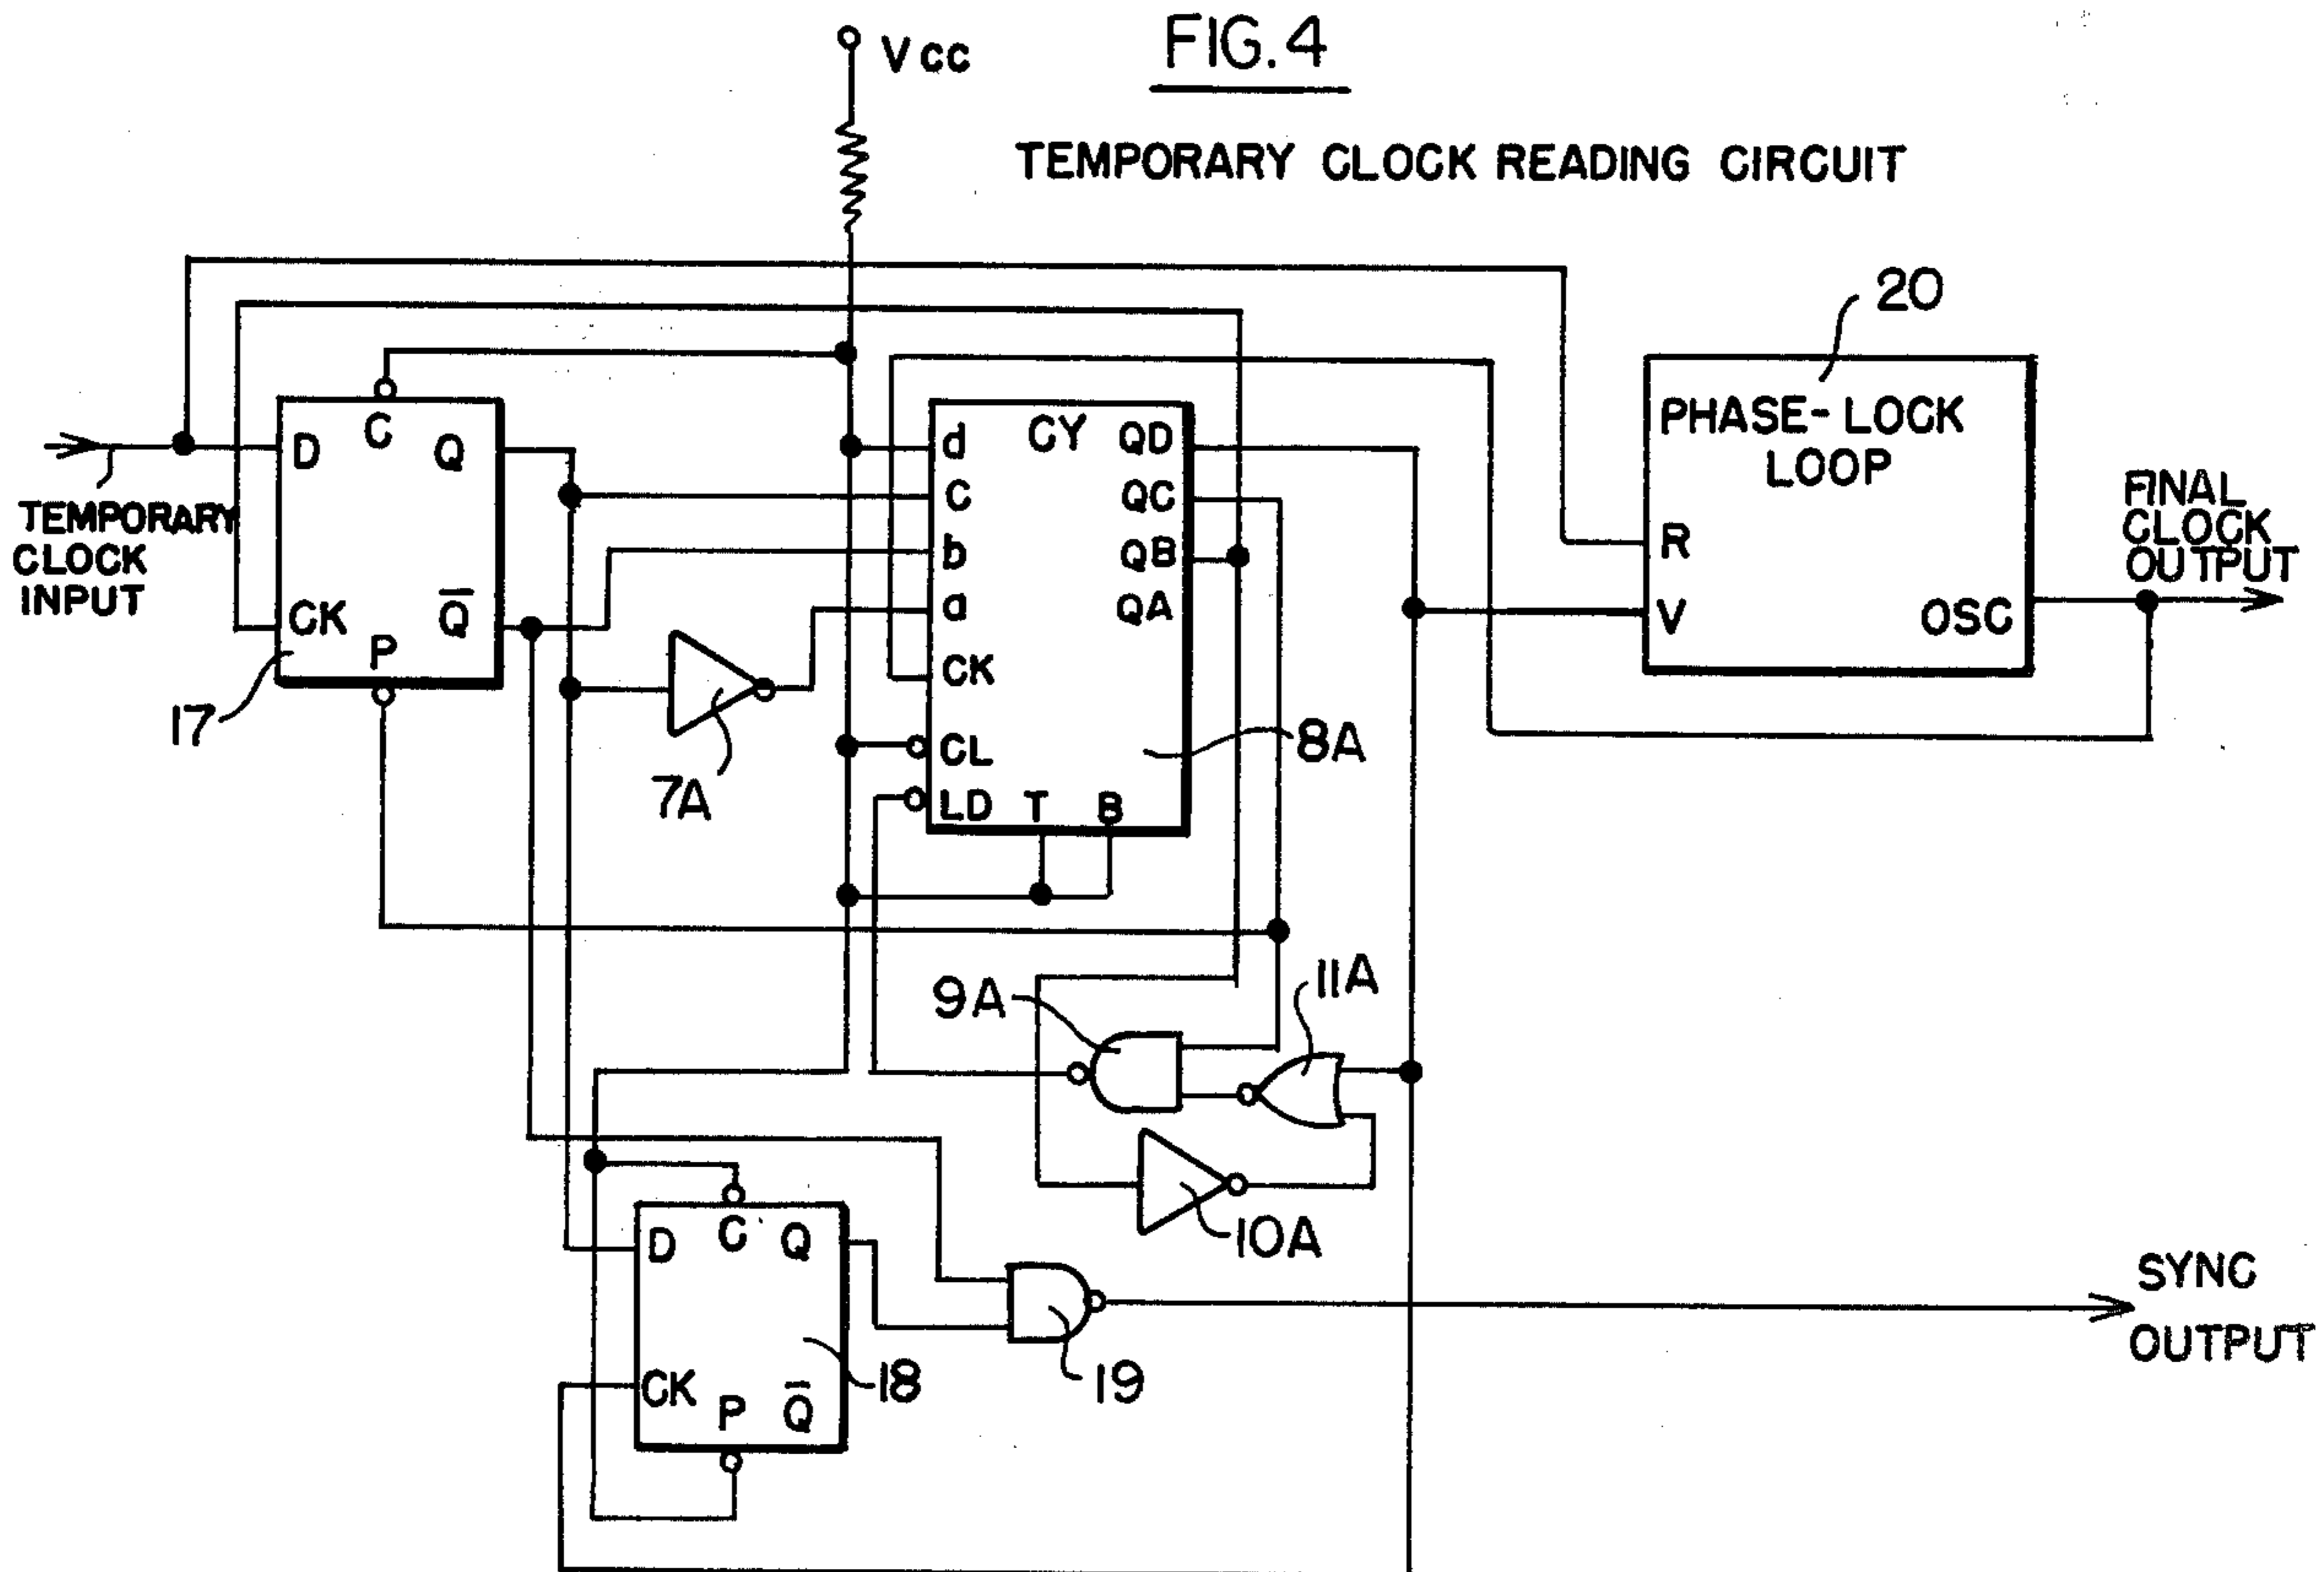 FIG. 4
Vcc
TEMPORARY CLOCK READING CIRCUIT
20
PHASE-LOCK
LOOP
R
V
OSC
FINAL
CLOCK
OUTPUT
TEMPORARY
CLOCK
INPUT
D
C
Q
CK
P
Q̅
17
7A
d
CY
QD
C
QC
b
QB
a
QA
CK
CL
LD
T
B
8A
9A
11A
10A
D
C
Q
CK
P
Q̅
18
19
SYNC
OUTPUT